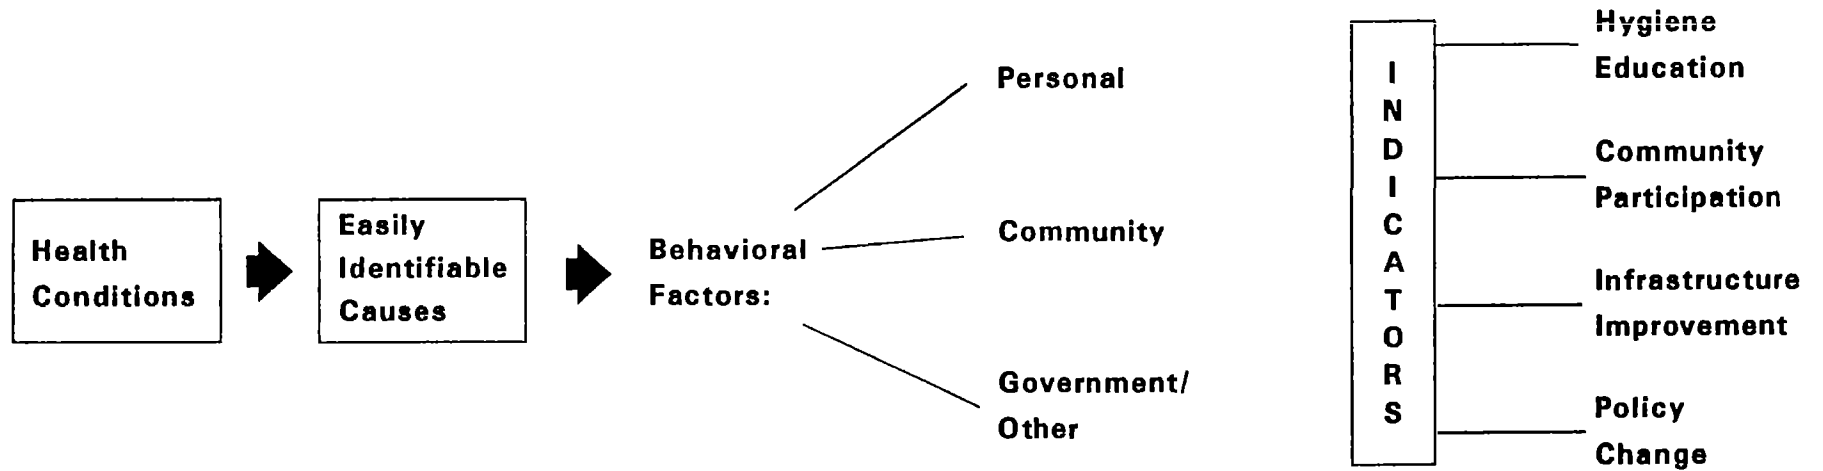 Health
Conditions
Easily
Identifiable
Causes
Behavioral
Factors:
Personal
Community
Government/
Other
INDICATORS
Hygiene
Education
Community
Participation
Infrastructure
Improvement
Policy
Change